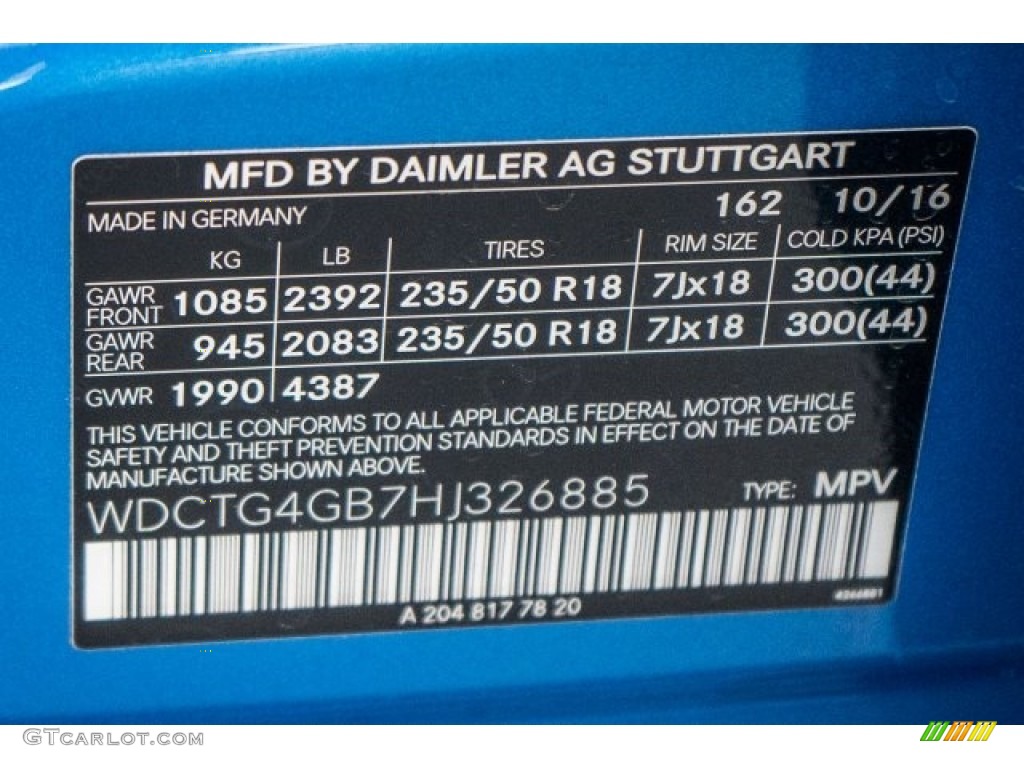 MFD BY DAIMLER AG STUTTGART
MADE IN GERMANY 162 10/16
KG LB TIRES RIM SIZE COLD KPA (PSI)
GAWR FRONT 1085 2392 235/50 R18 7Jx18 300(44)
GAWR REAR 945 2083 235/50 R18 7Jx18 300(44)
GVWR 1990 4387
THIS VEHICLE CONFORMS TO ALL APPLICABLE FEDERAL MOTOR VEHICLE
SAFETY AND THEFT PREVENTION STANDARDS IN EFFECT ON THE DATE OF
MANUFACTURE SHOWN ABOVE.
WDCTG4GB7HJ326885 TYPE: MPV
A 204 817 78 20
GTCarlot.com